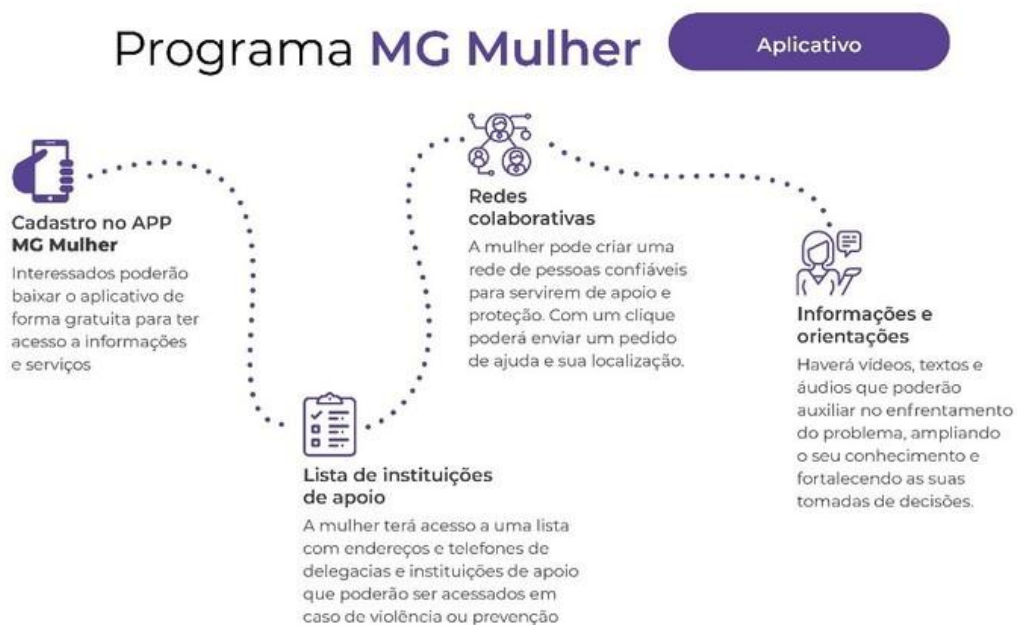 Programa MG Mulher
Aplicativo
Cadastro no APP
MG Mulher
Interessados poderão
baixar o aplicativo de
forma gratuita para ter
acesso a informações
e serviços
Lista de instituições
de apoio
A mulher terá acesso a uma lista
com endereços e telefones de
delegacias e instituições de apoio
que poderão ser acessados em
caso de violência ou prevenção
Redes
colaborativas
A mulher pode criar uma
rede de pessoas confiáveis
para servirem de apoio e
proteção. Com um clique
poderá enviar um pedido
de ajuda e sua localização.
Informações e
orientações
Haverá vídeos, textos e
áudios que poderão
auxiliar no enfrentamento
do problema, ampliando
o seu conhecimento e
fortalecendo as suas
tomadas de decisões.